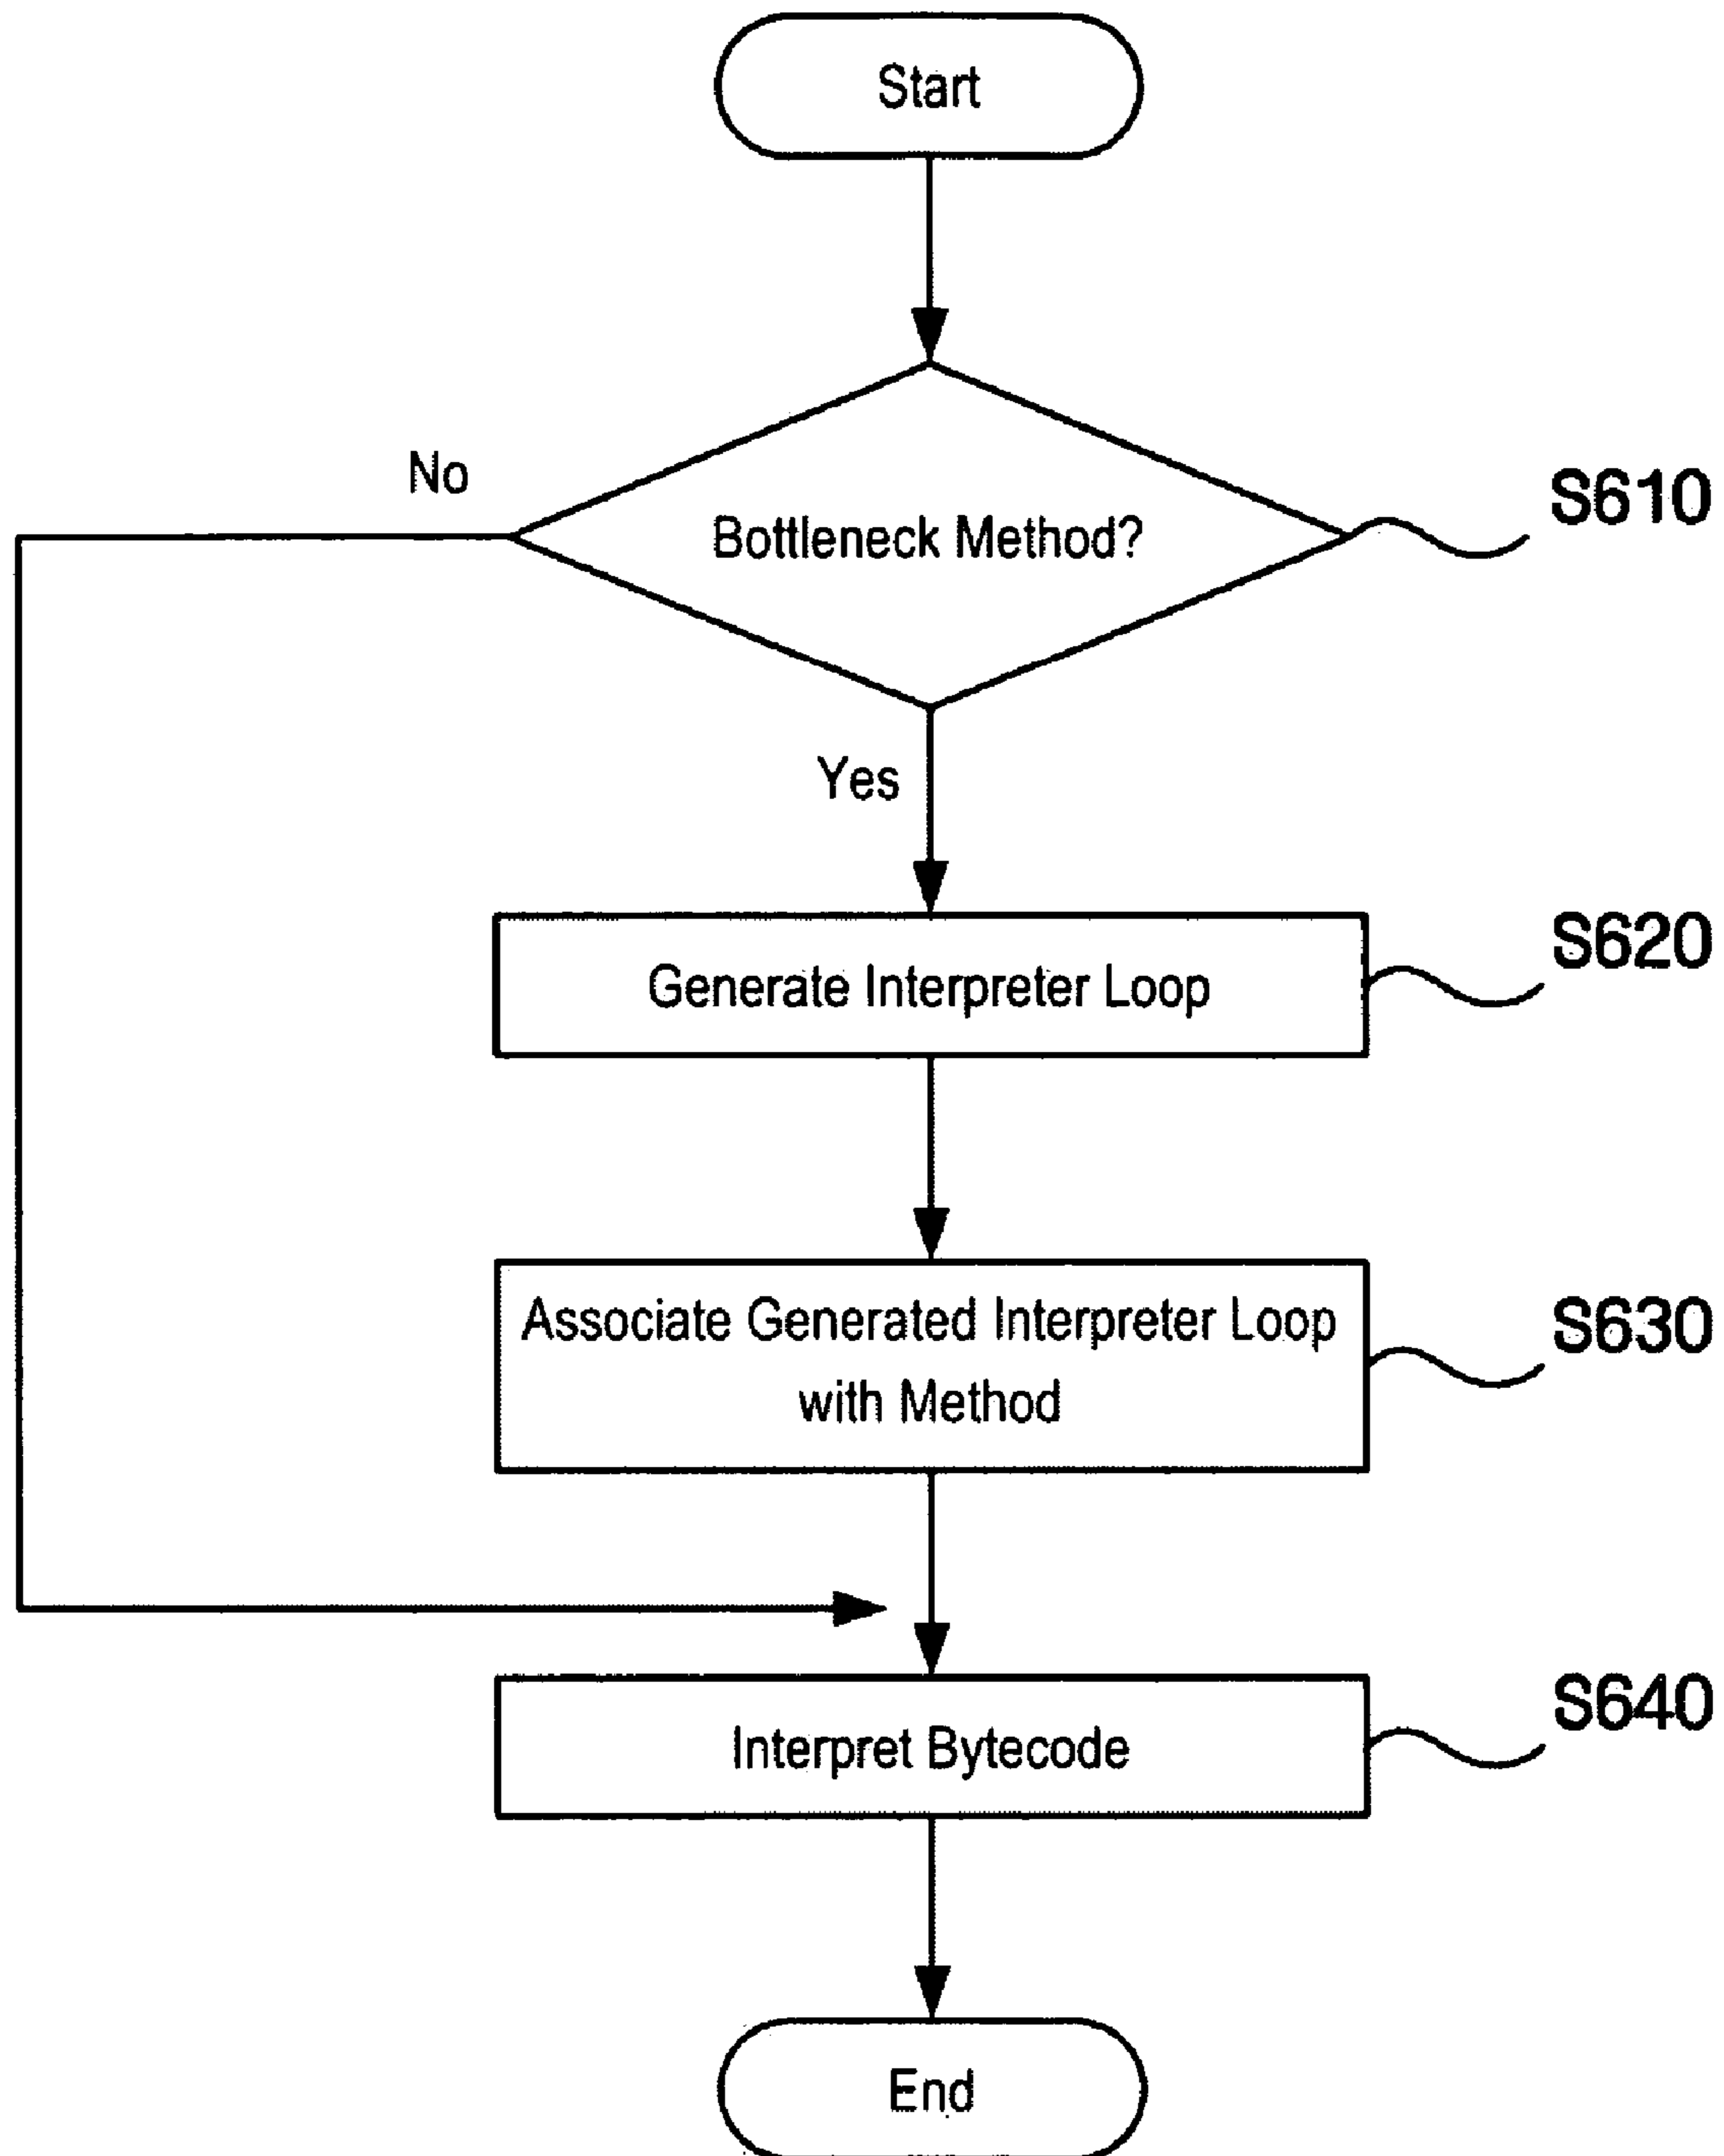 Start
No
Bottleneck Method?
S610
Yes
Generate Interpreter Loop
S620
Associate Generated Interpreter Loop
with Method
S630
Interpret Bytecode
S640
End